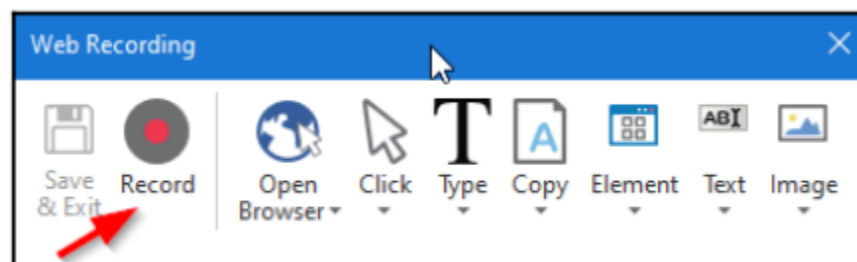 Web Recording
ABI
Save & Exit
Record
Open Browser
Click
Type
Copy
Element
Text
Image
T
A